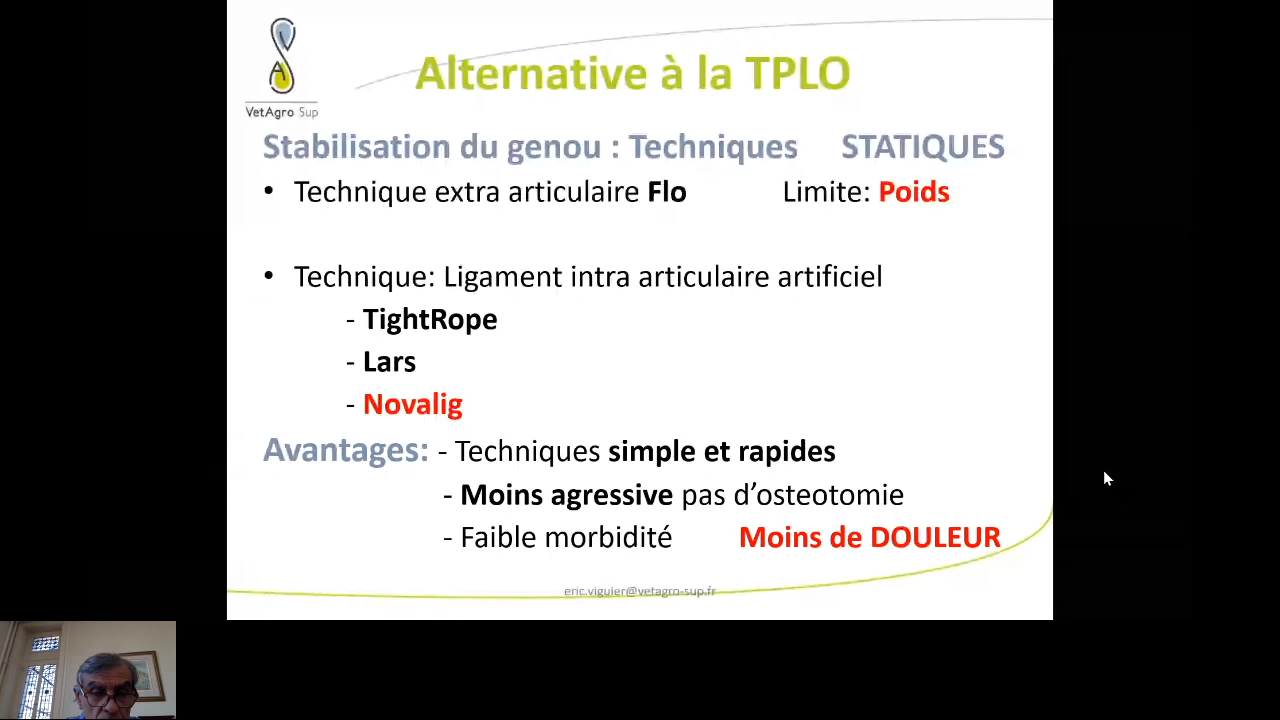 VetAgro Sup
Alternative à la TPLO
Stabilisation du genou : Techniques STATIQUES
• Technique extra articulaire Flo Limite: Poids
• Technique: Ligament intra articulaire artificiel
- TightRope
- Lars
- Novalig
Avantages: - Techniques simple et rapides
- Moins agressive pas d’osteotomie
- Faible morbidité Moins de DOULEUR
eric.viguier@vetagro-sup.fr